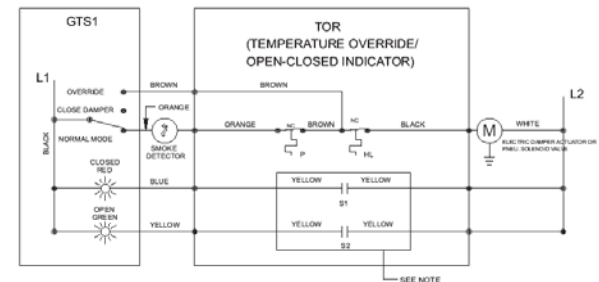 GTS1
TOR
(TEMPERATURE OVERRIDE/
OPEN-CLOSED INDICATOR)
L1
L2
OVERRIDE
BROWN
BROWN
CLOSE DAMPER
ORANGE
NORMAL MODE
SMOKE
DETECTOR
ORANGE
NC
BROWN
NC
BLACK
P
HL
M
WHITE
ELECTRIC DAMPER ACTUATOR OR
PNEU. SOLENOID VALVE
BLACK
CLOSED
RED
BLUE
YELLOW
YELLOW
S1
OPEN
GREEN
YELLOW
YELLOW
YELLOW
S2
SEE NOTE